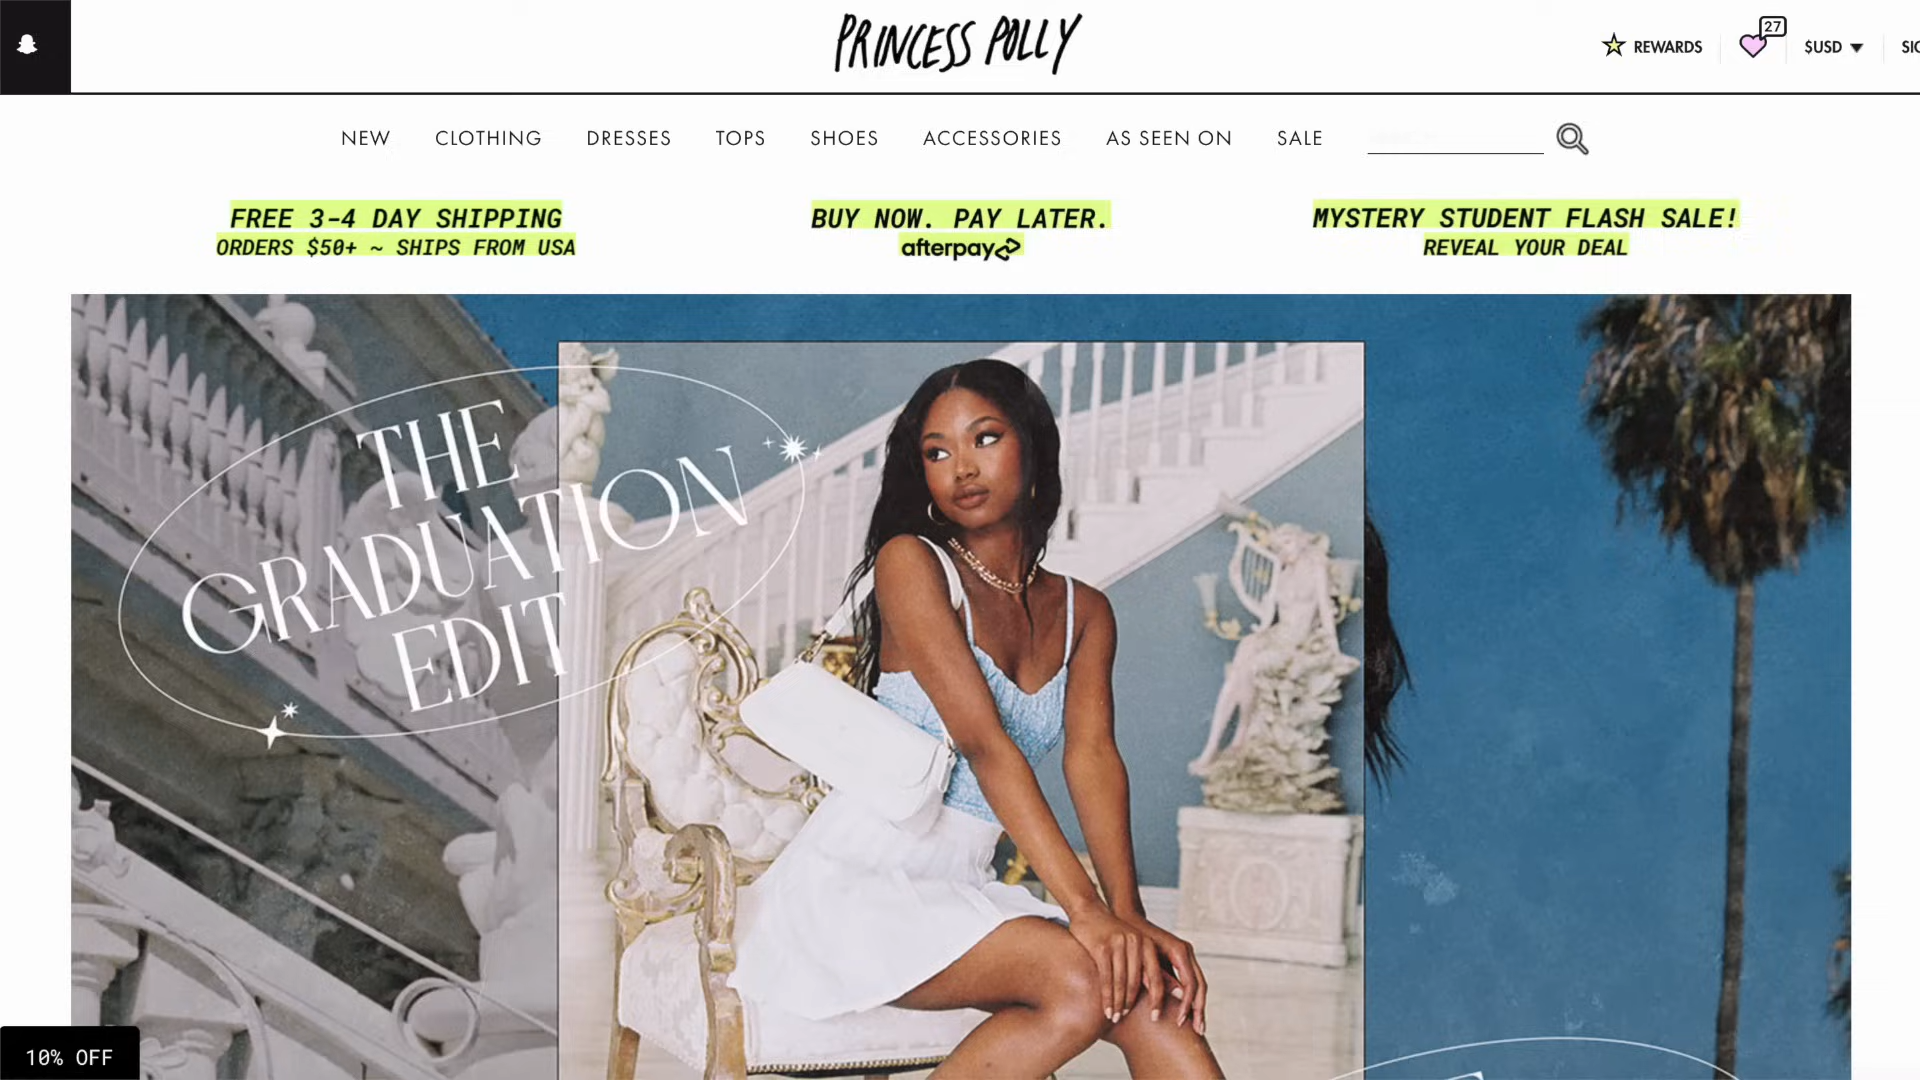 PRINCESS POLLY
REWARDS
27
$USD
NEW
CLOTHING
DRESSES
TOPS
SHOES
ACCESSORIES
AS SEEN ON
SALE
FREE 3-4 DAY SHIPPING
ORDERS $50+ ~ SHIPS FROM USA
BUY NOW. PAY LATER.
afterpay
MYSTERY STUDENT FLASH SALE!
REVEAL YOUR DEAL
THE
GRADUATION
EDIT
10% OFF